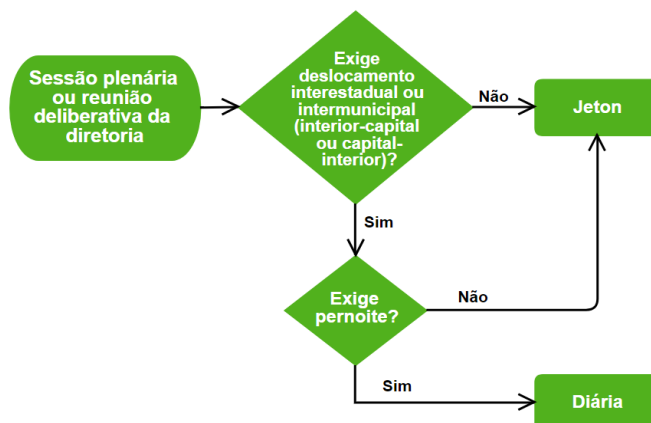 Sessão plenária
ou reunião
deliberativa da
diretoria
Exige
deslocamento
interestadual ou
intermunicipal
(interior-capital
ou capital-
interior)?
Não
Jeton
Sim
Exige
pernoite?
Não
Sim
Diária